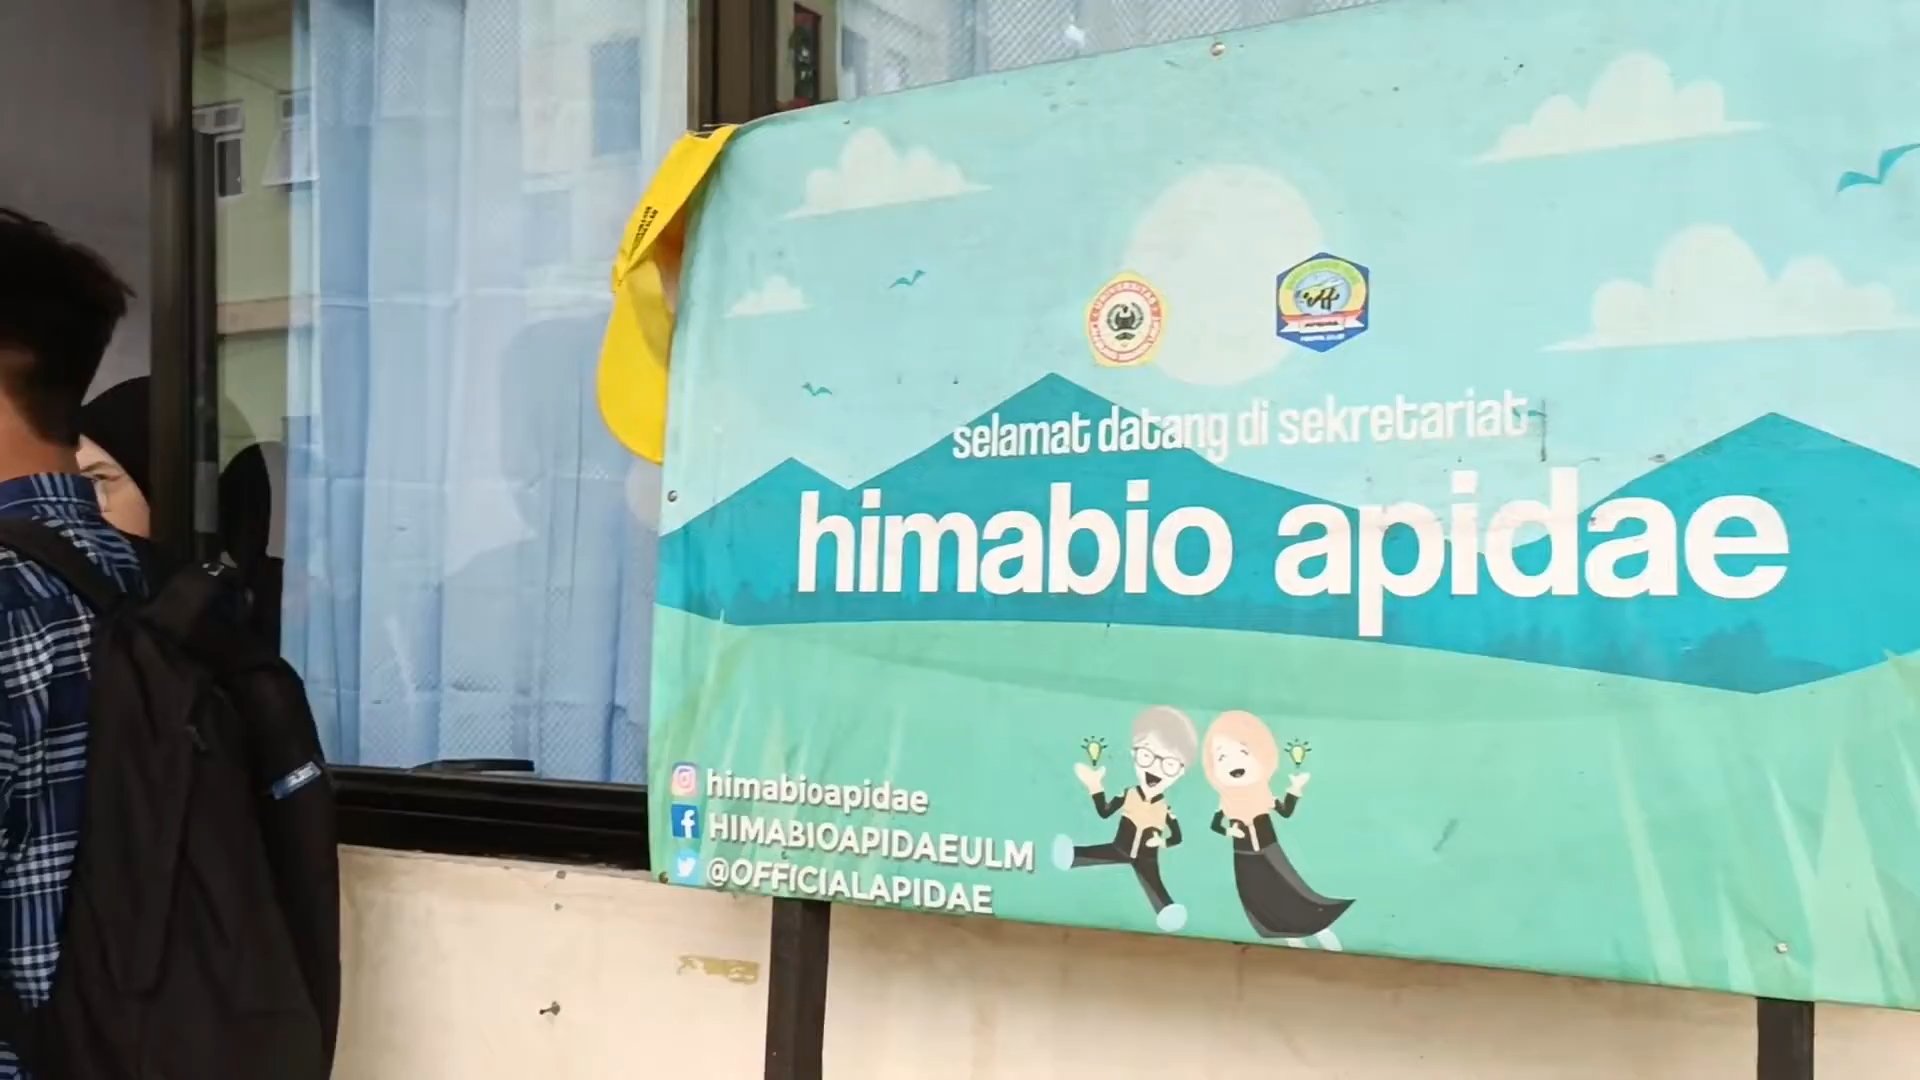 selamat datang di sekretariat
himabio apidae
himabioapidae
HIMABIOAPIDAEULM
@OFFICIALAPIDAE